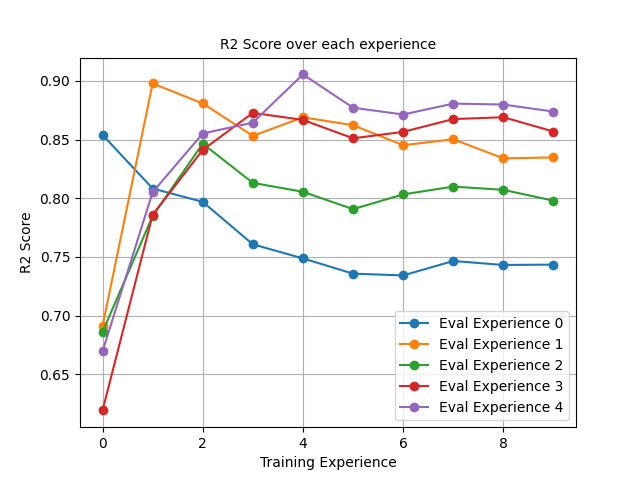 R2 Score over each experience
R2 Score
0.90
0.85
0.80
0.75
0.70
0.65
0 2 4 6 8
Training Experience
Eval Experience 0
Eval Experience 1
Eval Experience 2
Eval Experience 3
Eval Experience 4